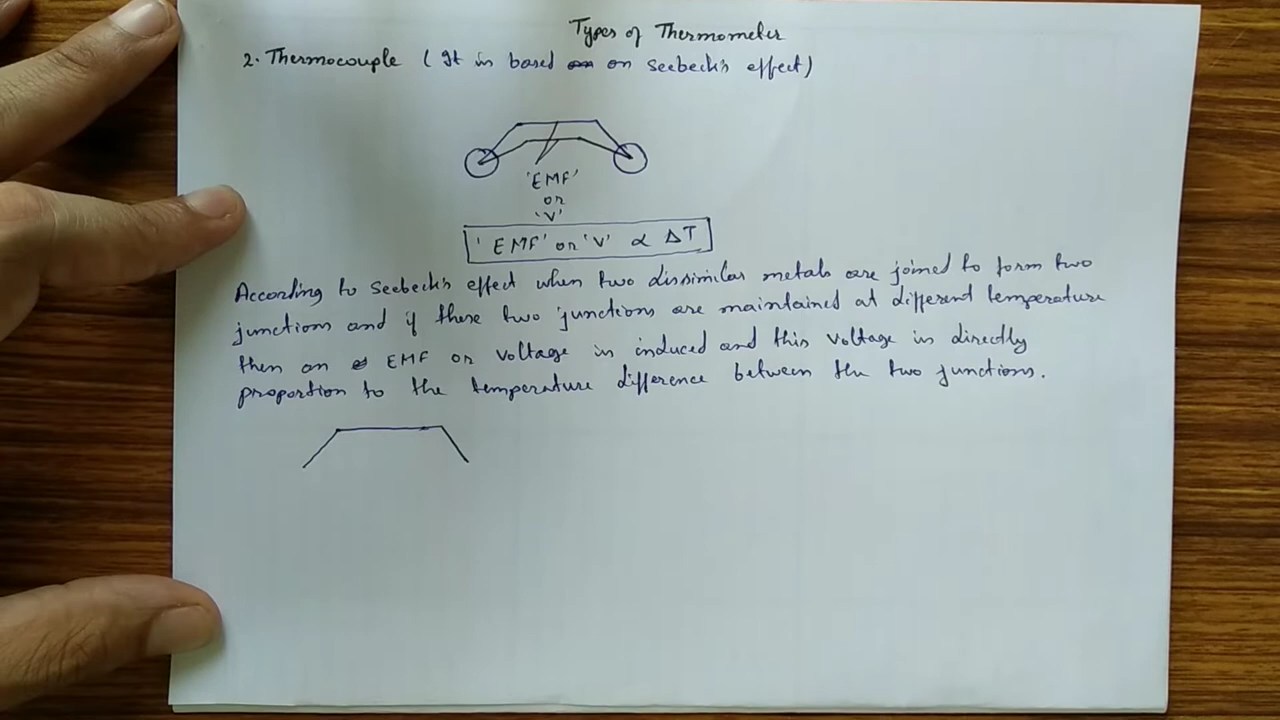 Types of Thermometer
2. Thermocouple ( It is based on on Seebeck's effect)
'EMF'
or
'V'
'EMF' or 'V' ∝ ΔT
According to Seebeck's effect when two dissimilar metals are joined to form two
junctions and if these two junctions are maintained at different temperature
then an EMF or voltage is induced and this voltage is directly
proportion to the temperature difference between the two junctions.